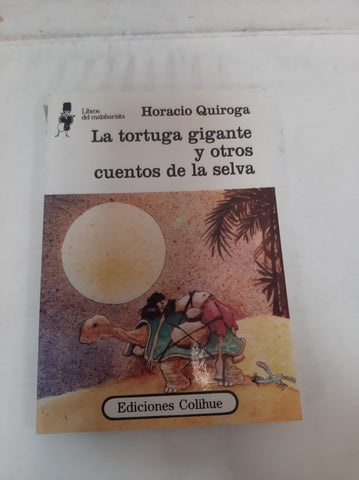 Libros
del malabarista
Horacio Quiroga
La tortuga gigante
y otros
cuentos de la selva
Ediciones Colihue